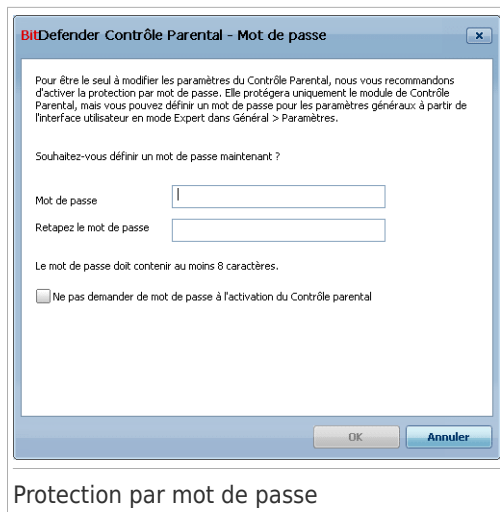 BitDefender Contrôle Parental - Mot de passe
Pour être le seul à modifier les paramètres du Contrôle Parental, nous vous recommandons
d'activer la protection par mot de passe. Elle protégera uniquement le module de Contrôle
Parental, mais vous pouvez définir un mot de passe pour les paramètres généraux à partir de
l'interface utilisateur en mode Expert dans Général > Paramètres.
Souhaitez-vous définir un mot de passe maintenant ?
Mot de passe
Retapez le mot de passe
Le mot de passe doit contenir au moins 8 caractères.
Ne pas demander de mot de passe à l'activation du Contrôle parental
OK
Annuler
Protection par mot de passe